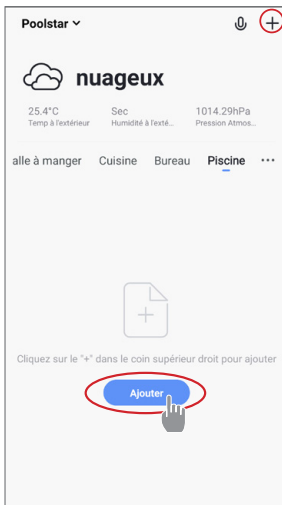 Poolstar
nuageux
25.4°C Sec 1014.29hPa
Temp à l'extérieur Humidité à l'exté... Pression Atmos...
alle à manger Cuisine Bureau Piscine ...
Cliquez sur le "+" dans le coin supérieur droit pour ajouter
Ajouter